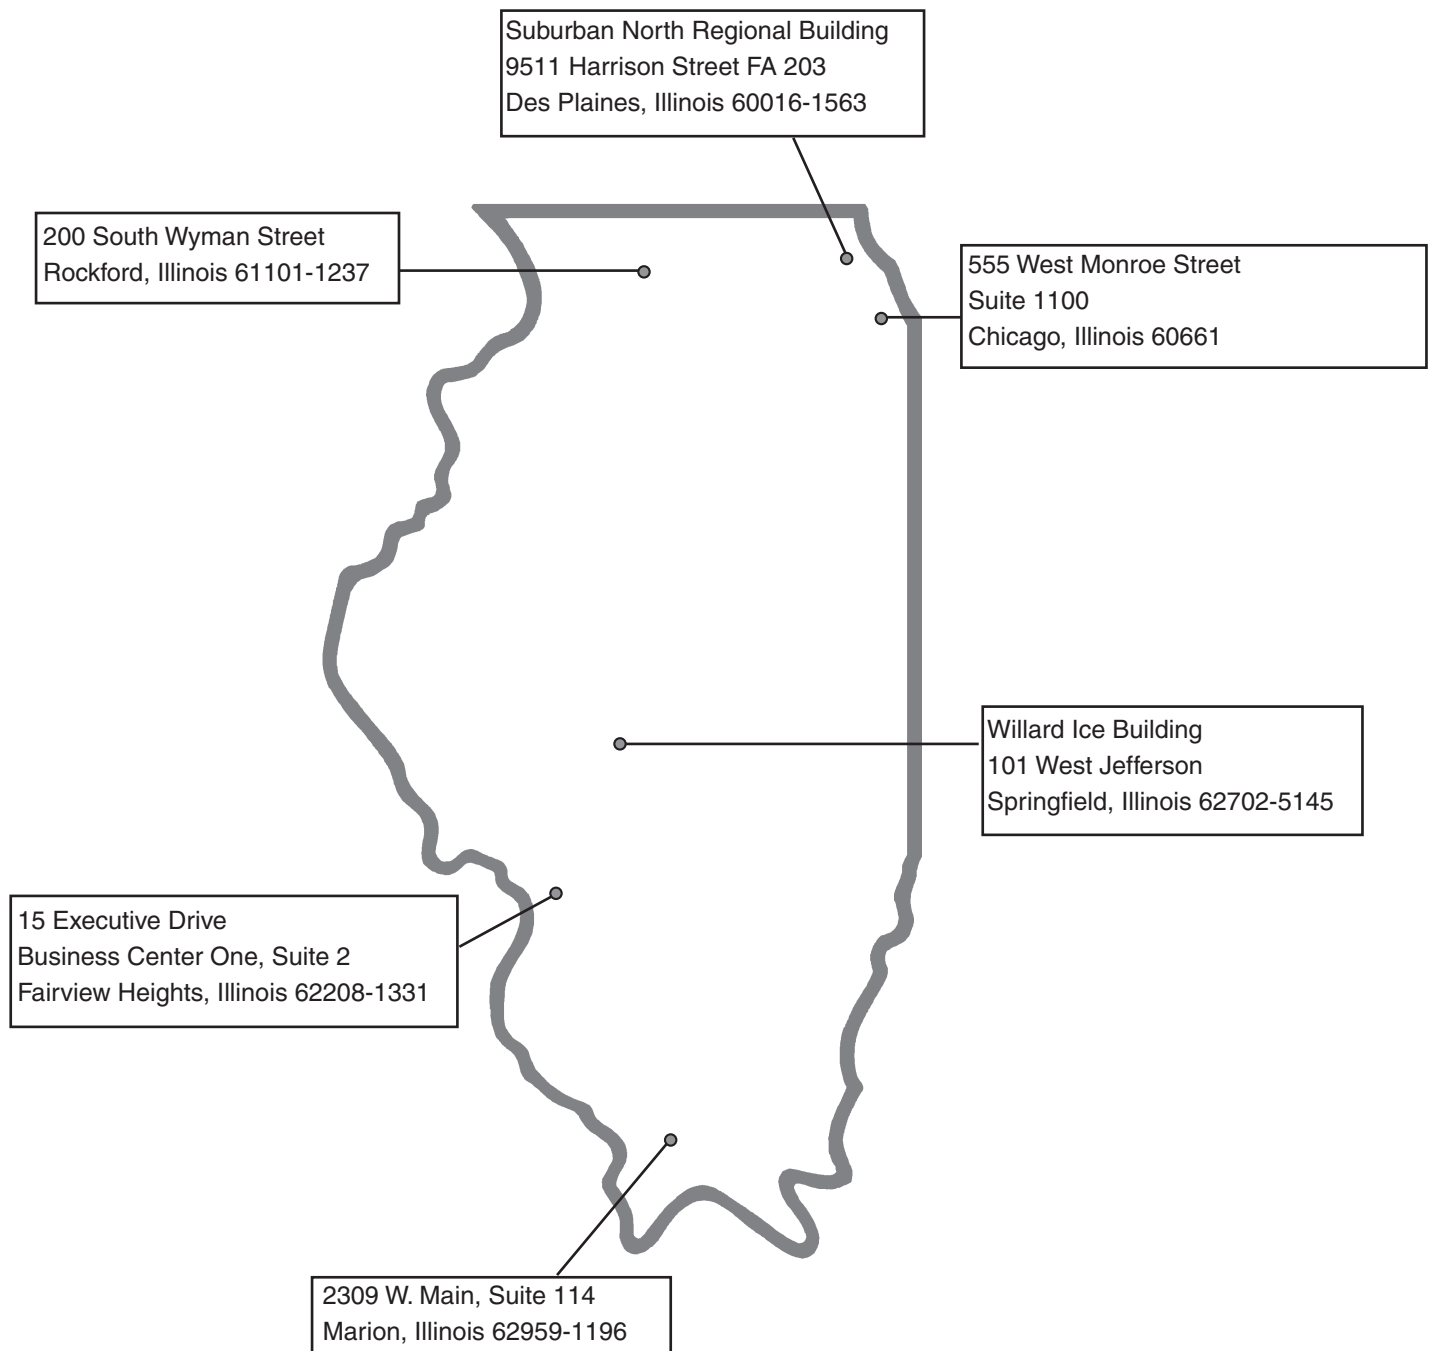 Suburban North Regional Building
9511 Harrison Street FA 203
Des Plaines, Illinois 60016-1563
200 South Wyman Street
Rockford, Illinois 61101-1237
555 West Monroe Street
Suite 1100
Chicago, Illinois 60661
Willard Ice Building
101 West Jefferson
Springfield, Illinois 62702-5145
15 Executive Drive
Business Center One, Suite 2
Fairview Heights, Illinois 62208-1331
2309 W. Main, Suite 114
Marion, Illinois 62959-1196